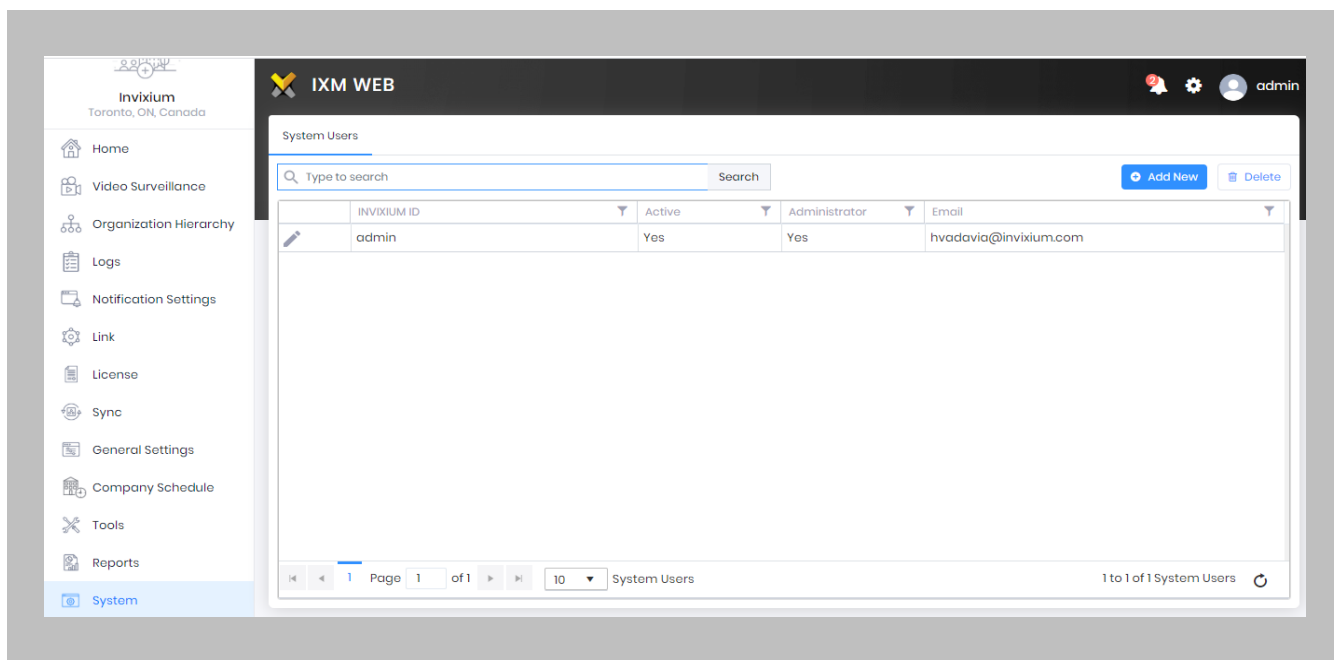 Invixium
Toronto, ON, Canada
Home
Video Surveillance
Organization Hierarchy
Logs
Notification Settings
Link
License
Sync
General Settings
Company Schedule
Tools
Reports
System
IXM WEB
2
admin
System Users
Type to search
Search
Add New
Delete
INVIXIUM ID Active Administrator Email
admin Yes Yes hvadavia@invixium.com
1 Page 1 of 1 10 System Users 1 to 1 of 1 System Users